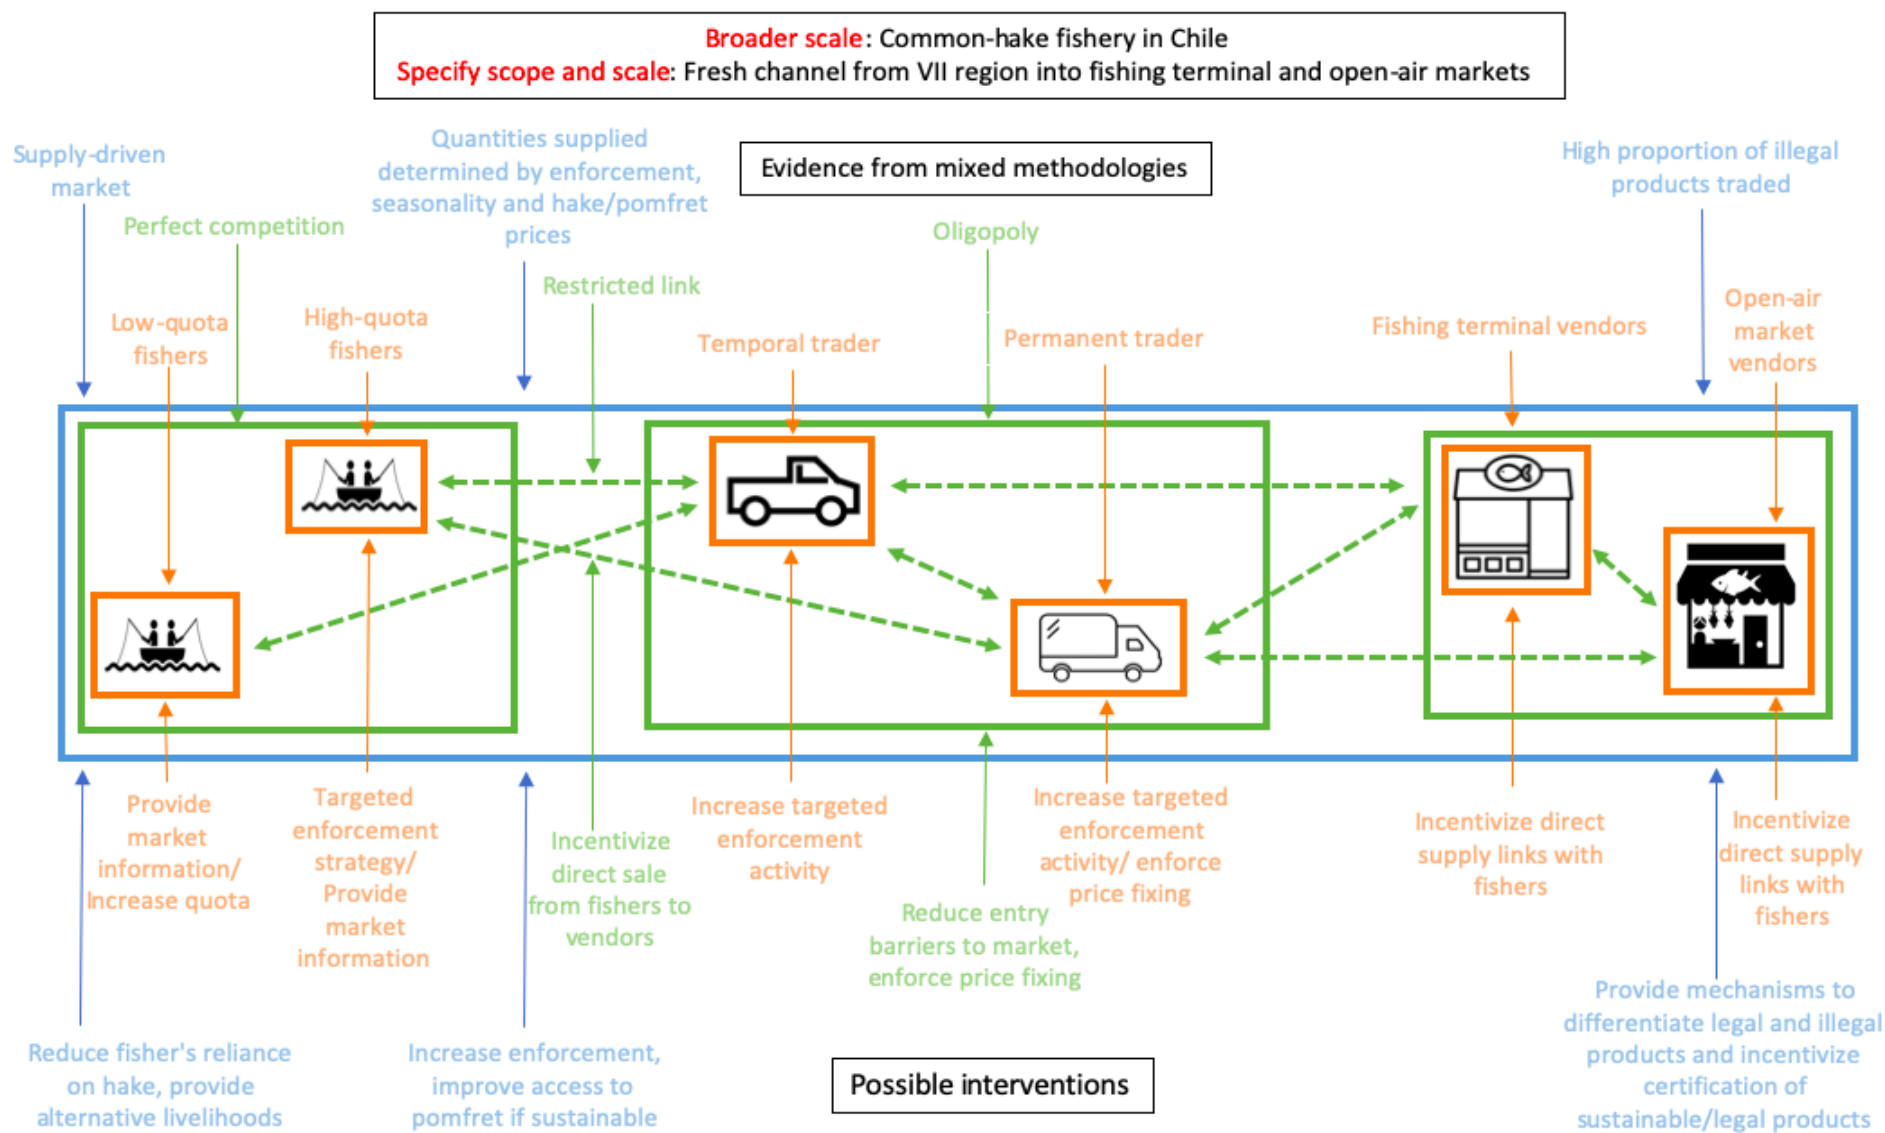 Broader scale: Common-hake fishery in Chile
Specify scope and scale: Fresh channel from VII region into fishing terminal and open-air markets
Supply-driven
market
Quantities supplied
determined by enforcement,
seasonality and hake/pomfret
prices
Evidence from mixed methodologies
High proportion of illegal
products traded
Perfect competition
Restricted link
Oligopoly
Low-quota
fishers
High-quota
fishers
Temporal trader
Permanent trader
Fishing terminal vendors
Open-air
market
vendors
Provide
market
information/
Increase quota
Targeted
enforcement
strategy/
Provide
market
information
Incentivize
direct sale
from fishers to
vendors
Increase targeted
enforcement
activity
Reduce entry
barriers to market,
enforce price fixing
Increase targeted
enforcement
activity/ enforce
price fixing
Incentivize direct
supply links with
fishers
Incentivize
direct supply
links with
fishers
Reduce fisher's reliance
on hake, provide
alternative livelihoods
Increase enforcement,
improve access to
pomfret if sustainable
Possible interventions
Provide mechanisms to
differentiate legal and illegal
products and incentivize
certification of
sustainable/legal products